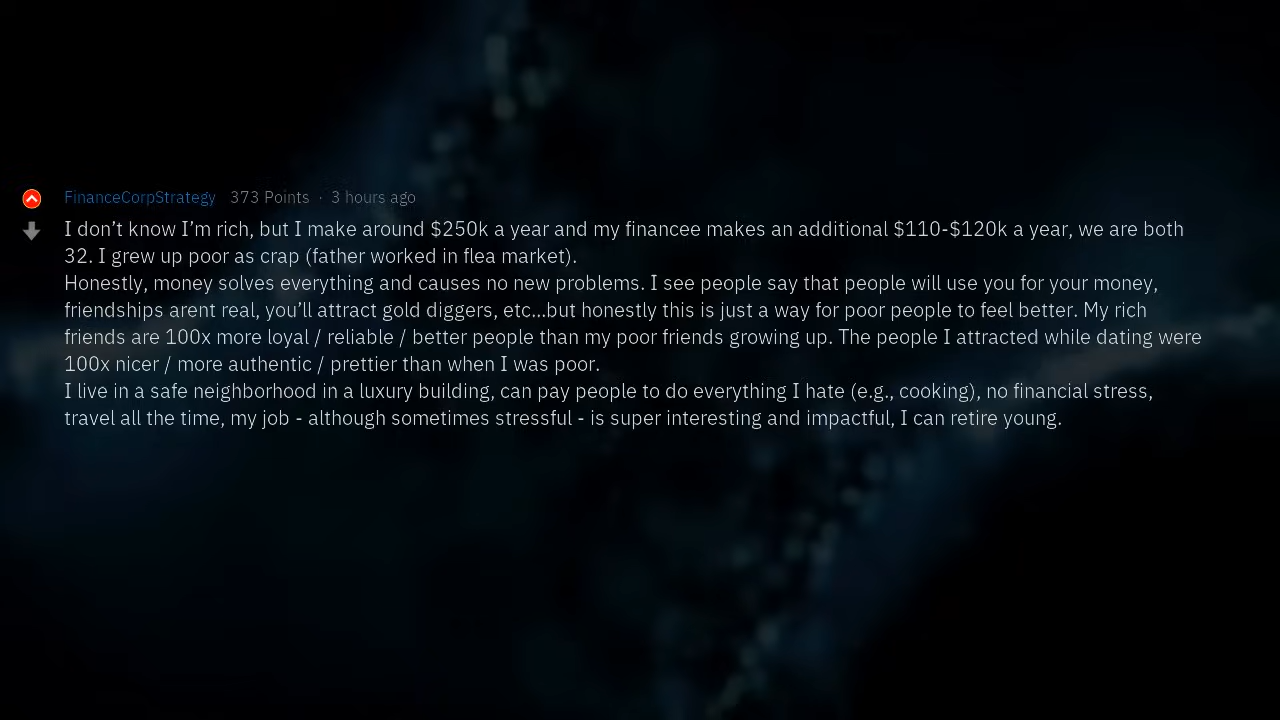 FinanceCorpStrategy 373 Points · 3 hours ago
I don’t know I’m rich, but I make around $250k a year and my financee makes an additional $110-$120k a year, we are both
32. I grew up poor as crap (father worked in flea market).
Honestly, money solves everything and causes no new problems. I see people say that people will use you for your money,
friendships arent real, you’ll attract gold diggers, etc...but honestly this is just a way for poor people to feel better. My rich
friends are 100x more loyal / reliable / better people than my poor friends growing up. The people I attracted while dating were
100x nicer / more authentic / prettier than when I was poor.
I live in a safe neighborhood in a luxury building, can pay people to do everything I hate (e.g., cooking), no financial stress,
travel all the time, my job - although sometimes stressful - is super interesting and impactful, I can retire young.